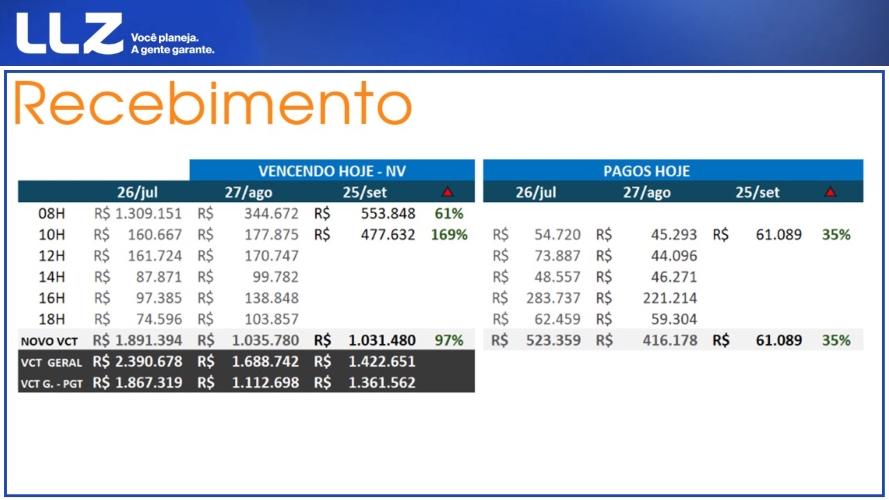 LLZ Você planeja.
A gente garante.
Recebimento
VENCENDO HOJE - NV PAGOS HOJE
26/jul 27/ago 25/set 26/jul 27/ago 25/set
08H R$ 1.309.151 R$ 344.672 R$ 553.848 61%
10H R$ 160.667 R$ 177.875 R$ 477.632 169% R$ 54.720 R$ 45.293 R$ 61.089 35%
12H R$ 161.724 R$ 170.747 R$ 73.887 R$ 44.096
14H R$ 87.871 R$ 99.782 R$ 48.557 R$ 46.271
16H R$ 97.385 R$ 138.848 R$ 283.737 R$ 221.214
18H R$ 74.596 R$ 103.857 R$ 62.459 R$ 59.304
NOVO VCT R$ 1.891.394 R$ 1.035.780 R$ 1.031.480 97% R$ 523.359 R$ 416.178 R$ 61.089 35%
VCT GERAL R$ 2.390.678 R$ 1.688.742 R$ 1.422.651
VCT G. - PGT R$ 1.867.319 R$ 1.112.698 R$ 1.361.562